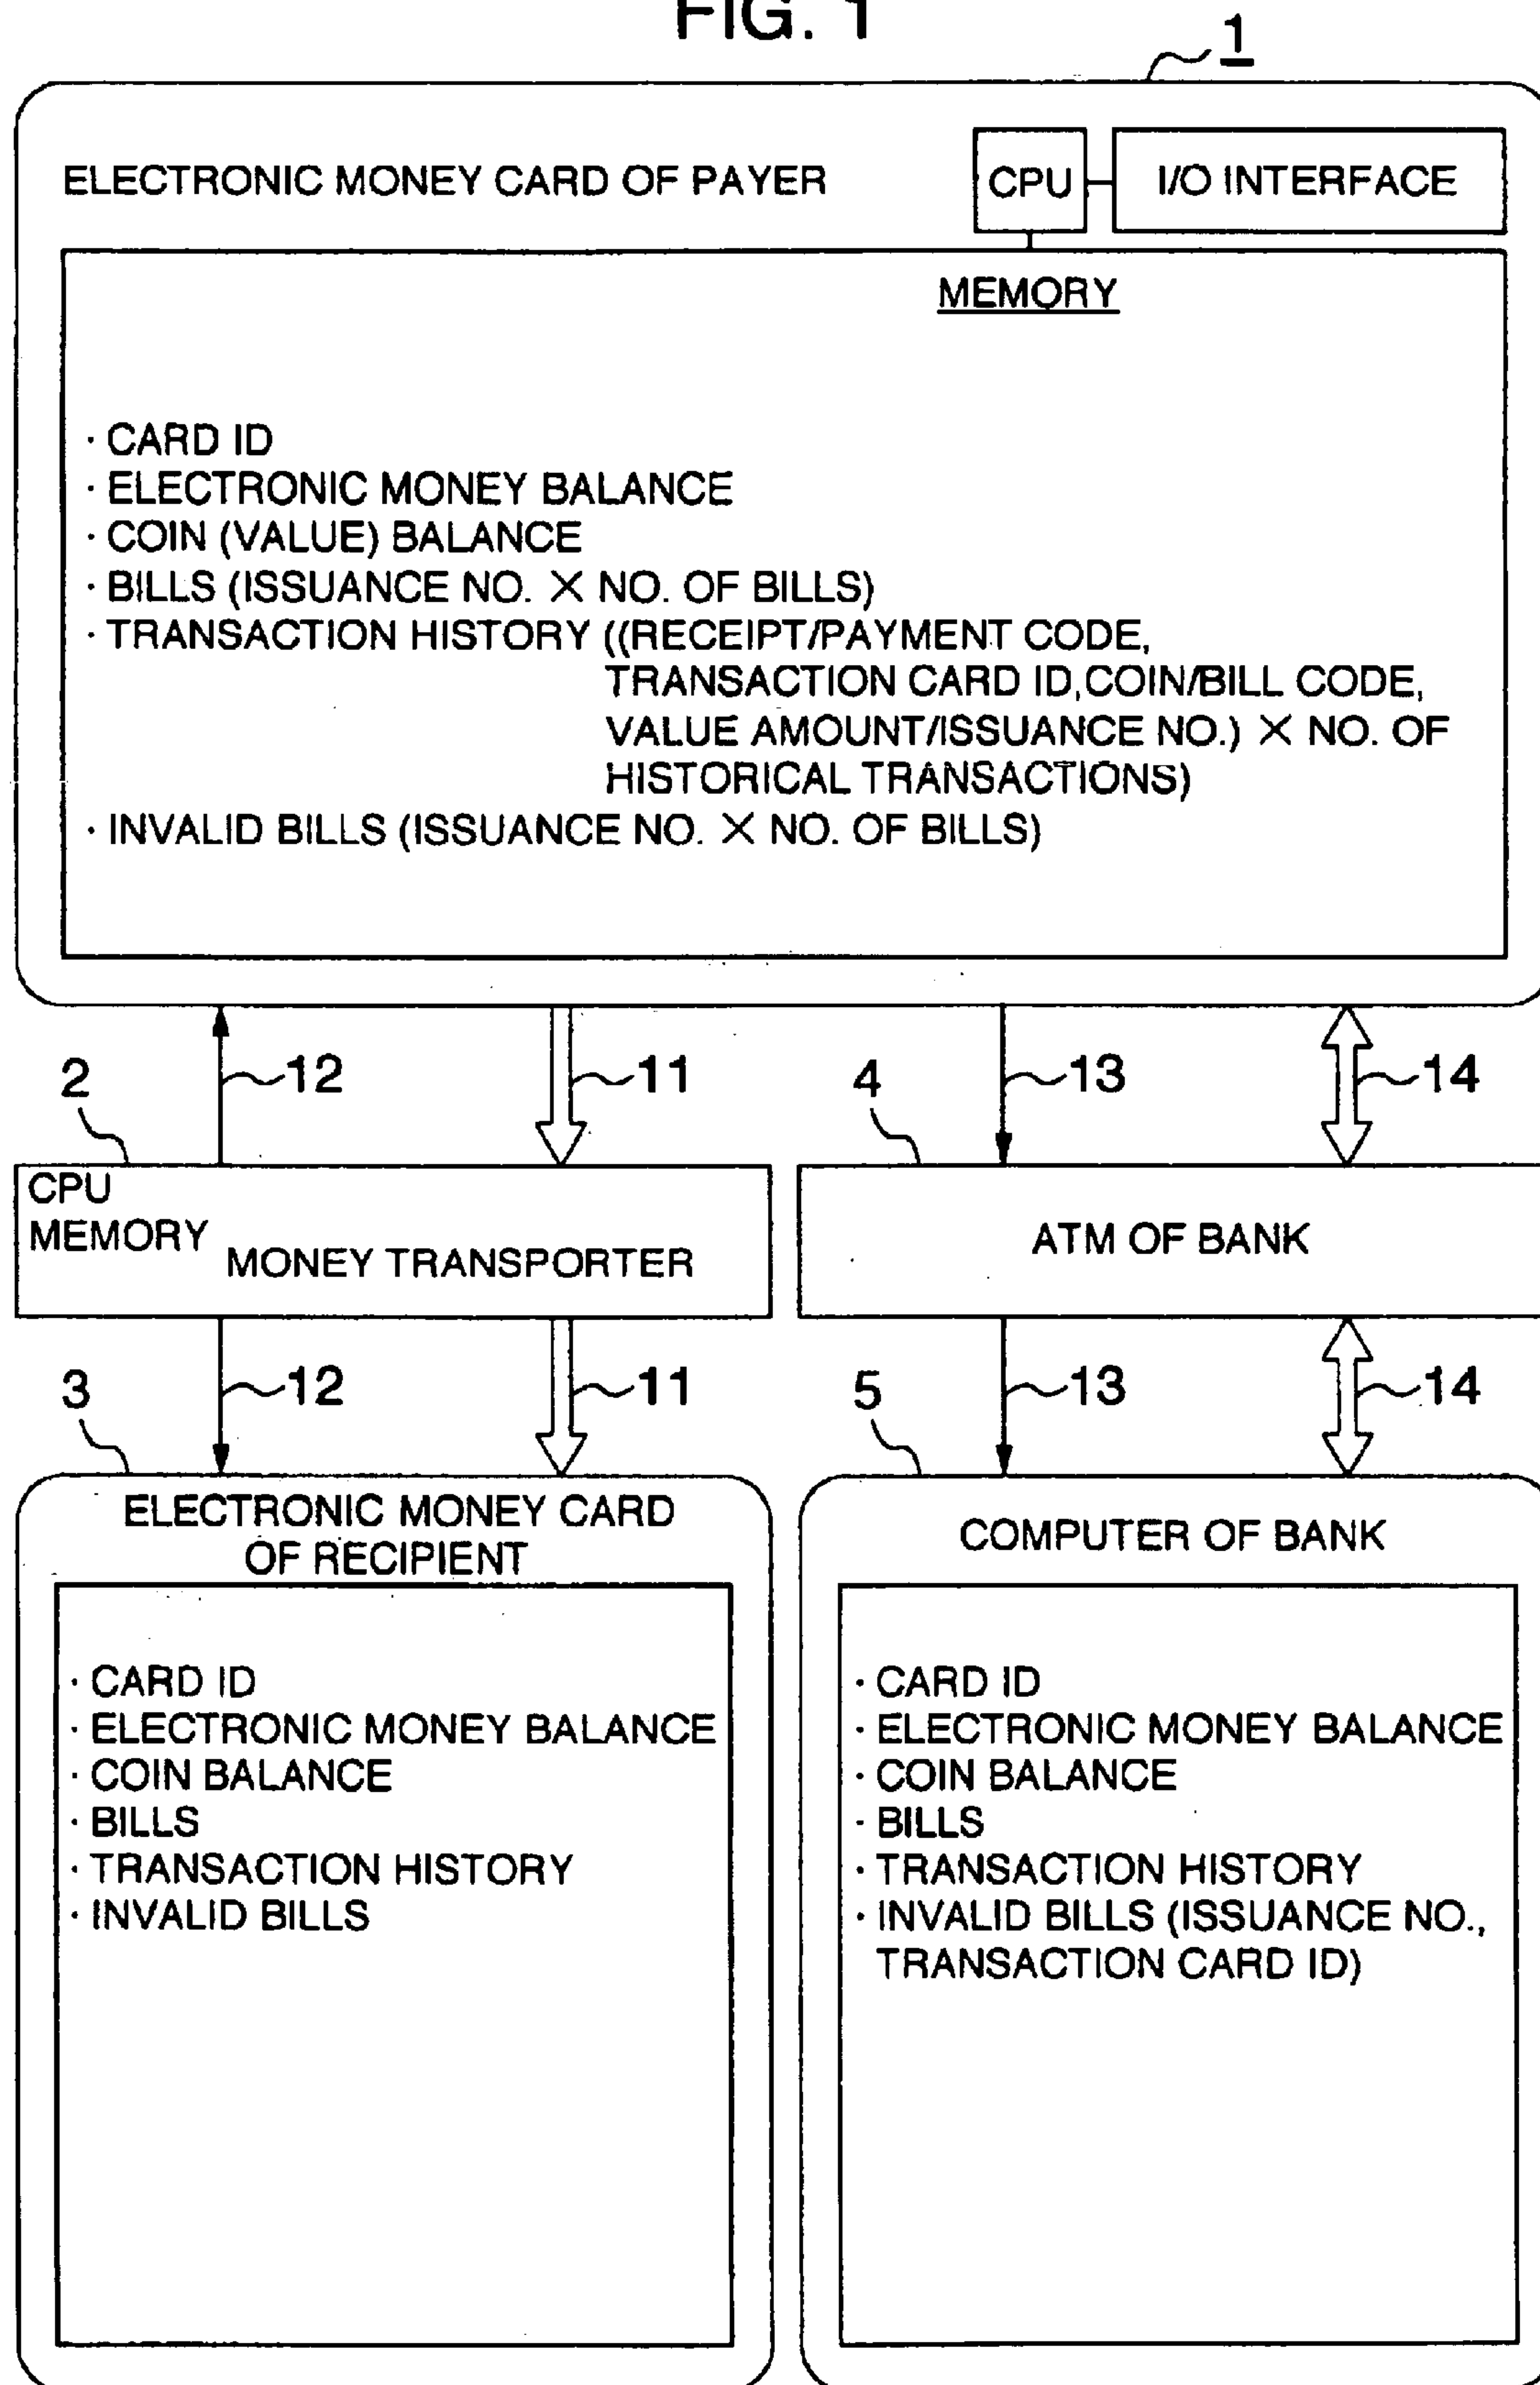 FIG. 1
1
ELECTRONIC MONEY CARD OF PAYER
CPU
I/O INTERFACE
MEMORY
· CARD ID
· ELECTRONIC MONEY BALANCE
· COIN (VALUE) BALANCE
· BILLS (ISSUANCE NO. X NO. OF BILLS)
· TRANSACTION HISTORY ((RECEIPT/PAYMENT CODE,
TRANSACTION CARD ID,COIN/BILL CODE,
VALUE AMOUNT/ISSUANCE NO.) X NO. OF
HISTORICAL TRANSACTIONS)
· INVALID BILLS (ISSUANCE NO. X NO. OF BILLS)
2
12
11
4
13
14
CPU
MEMORY
MONEY TRANSPORTER
ATM OF BANK
3
12
11
5
13
14
ELECTRONIC MONEY CARD
OF RECIPIENT
· CARD ID
· ELECTRONIC MONEY BALANCE
· COIN BALANCE
· BILLS
· TRANSACTION HISTORY
· INVALID BILLS
COMPUTER OF BANK
· CARD ID
· ELECTRONIC MONEY BALANCE
· COIN BALANCE
· BILLS
· TRANSACTION HISTORY
· INVALID BILLS (ISSUANCE NO.,
TRANSACTION CARD ID)